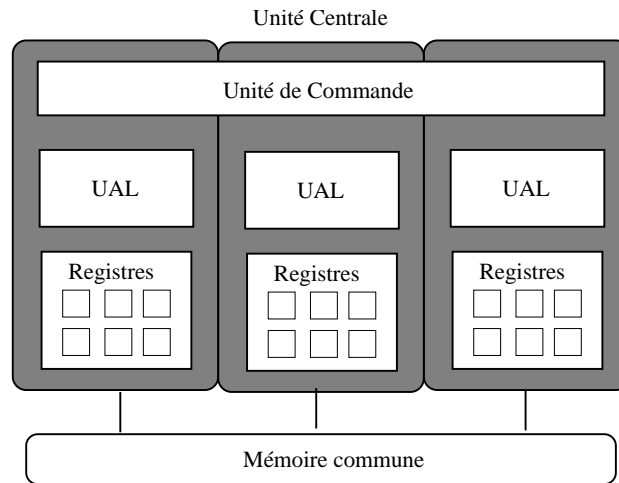 Unité Centrale
Unité de Commande
UAL
UAL
UAL
Registres
Registres
Registres
Mémoire commune